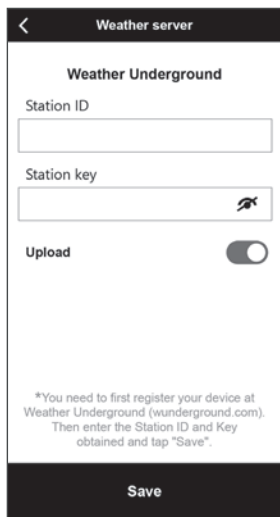 Weather server
Weather Underground
Station ID
Station key
Upload
*You need to first register your device at
Weather Underground (wunderground.com).
Then enter the Station ID and Key
obtained and tap "Save".
Save